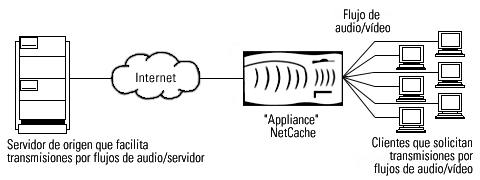 Flujo de
audio/vídeo
Internet
"Appliance"
NetCache
Servidor de origen que facilita
transmisiones por flujos de audio/servidor
Clientes que solicitan
transmisiones por
flujos de audio/vídeo